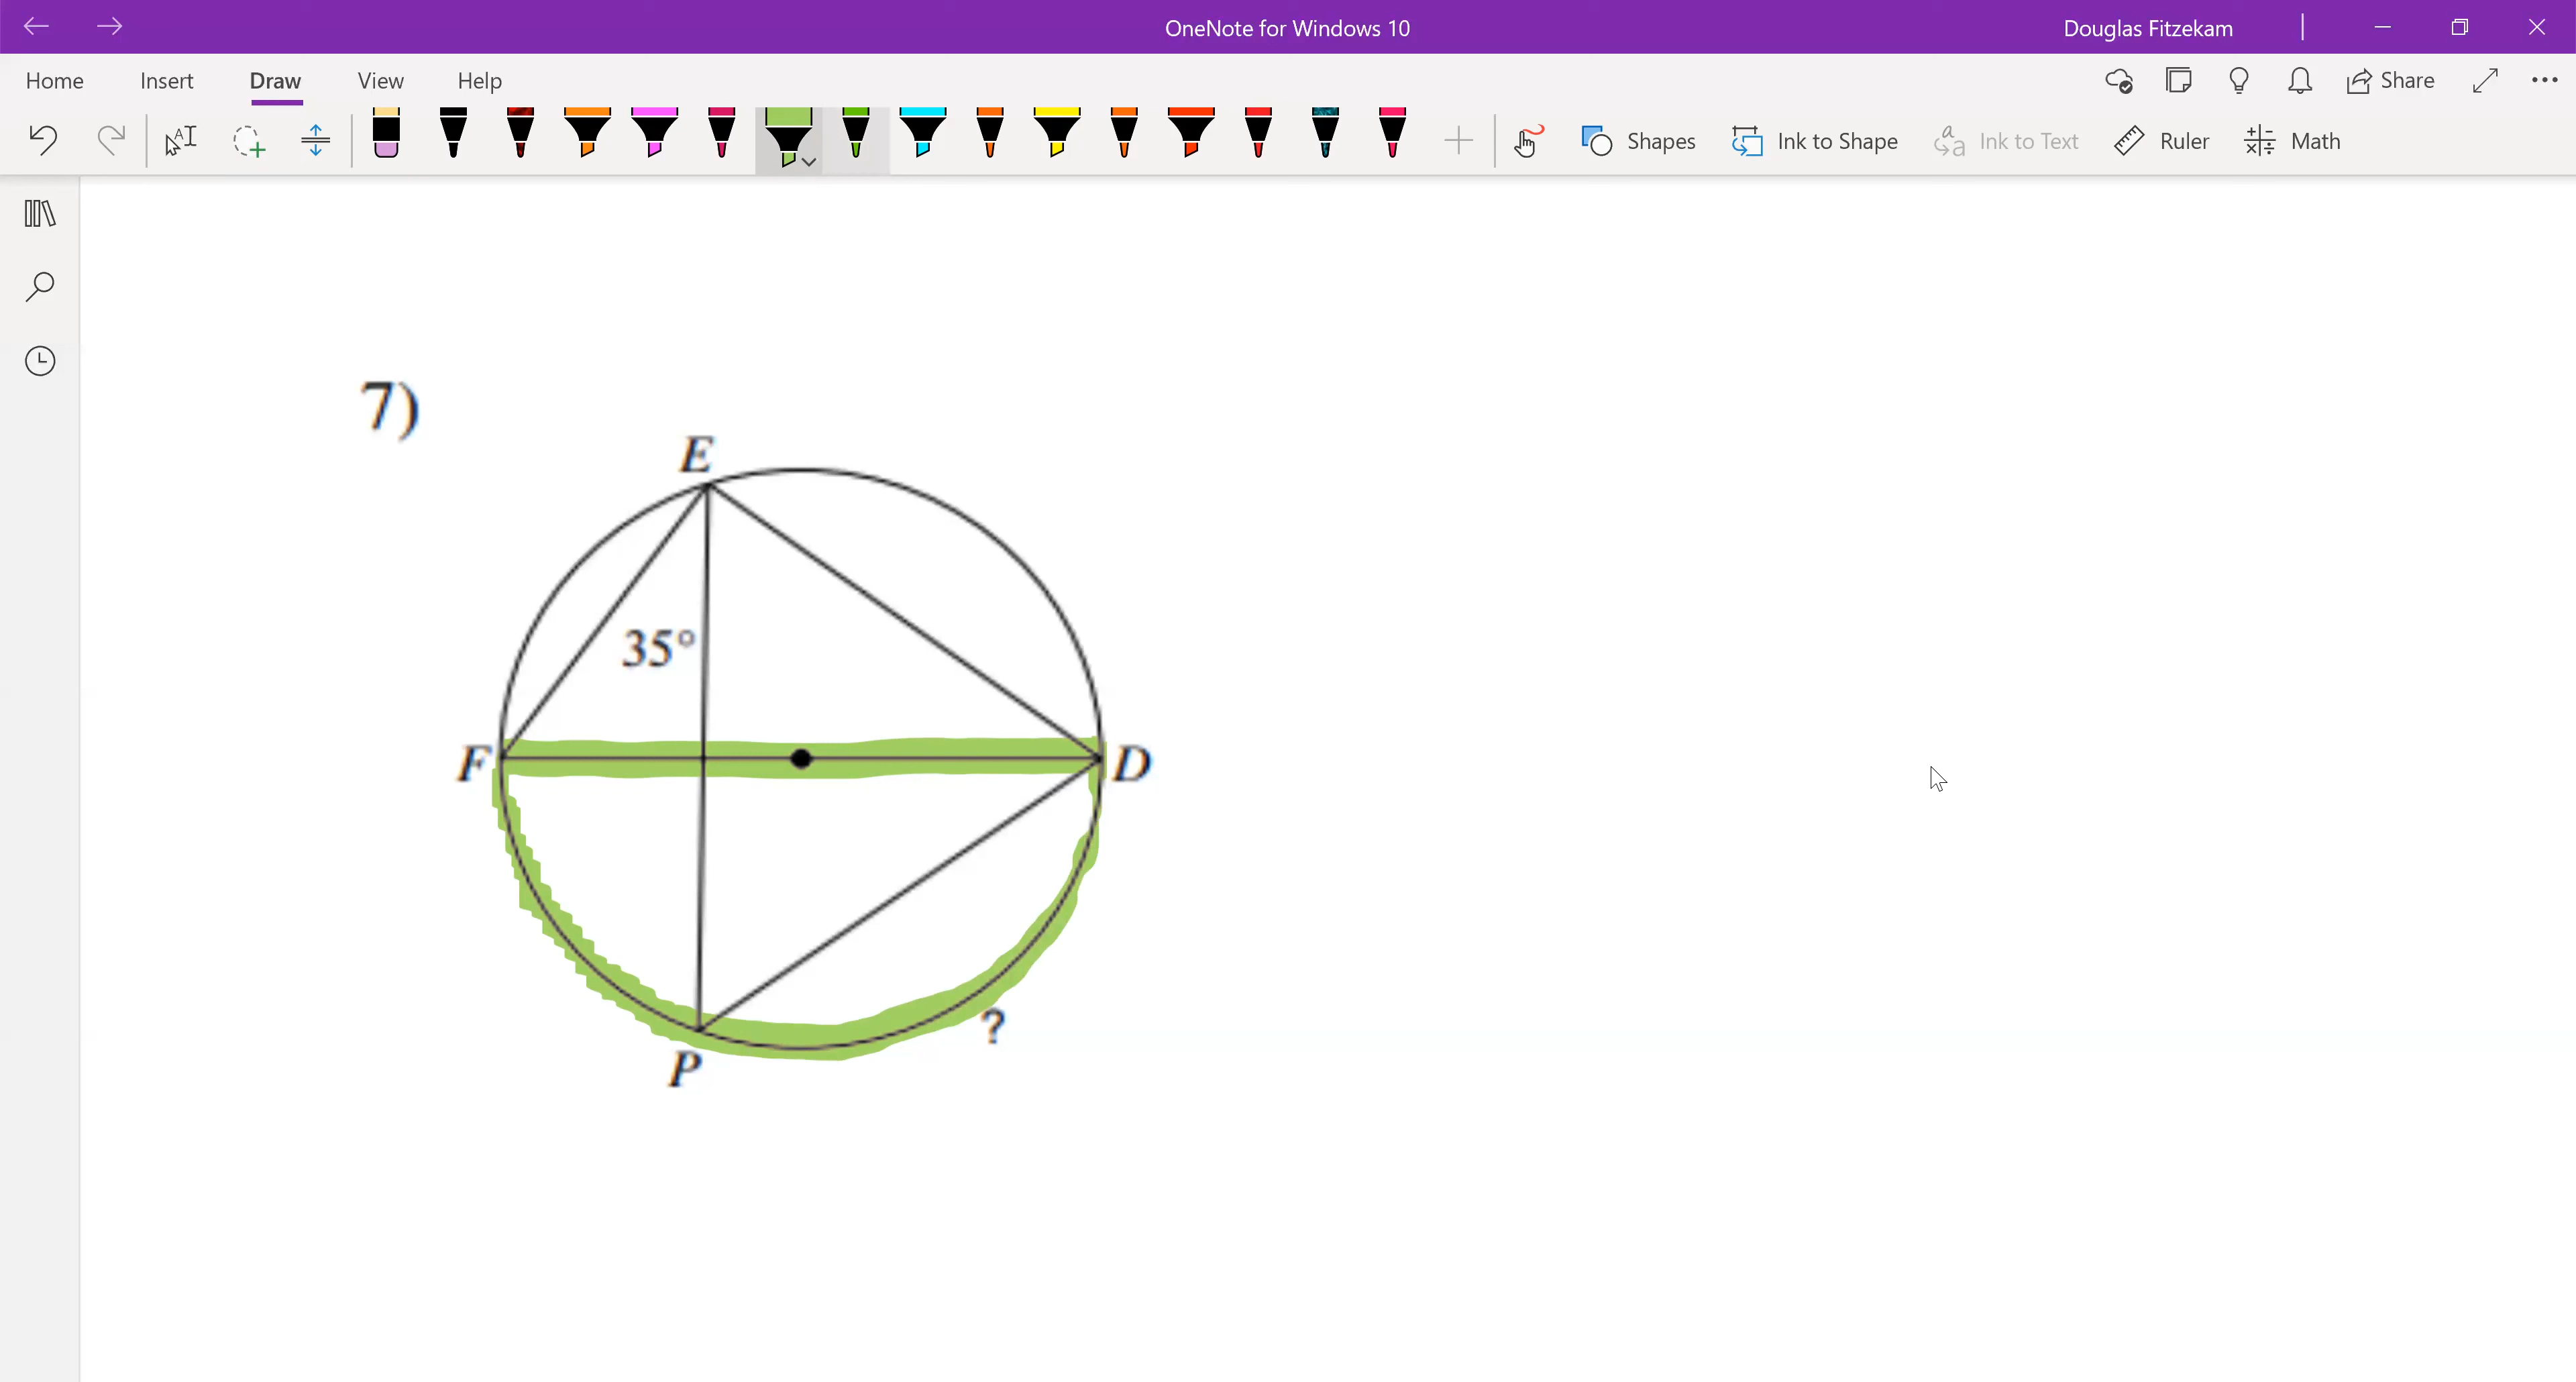 OneNote for Windows 10
Douglas Fitzekam
Home Insert Draw View Help
Share
Shapes Ink to Shape Ink to Text Ruler Math
7)
E
35°
F
D
?
P